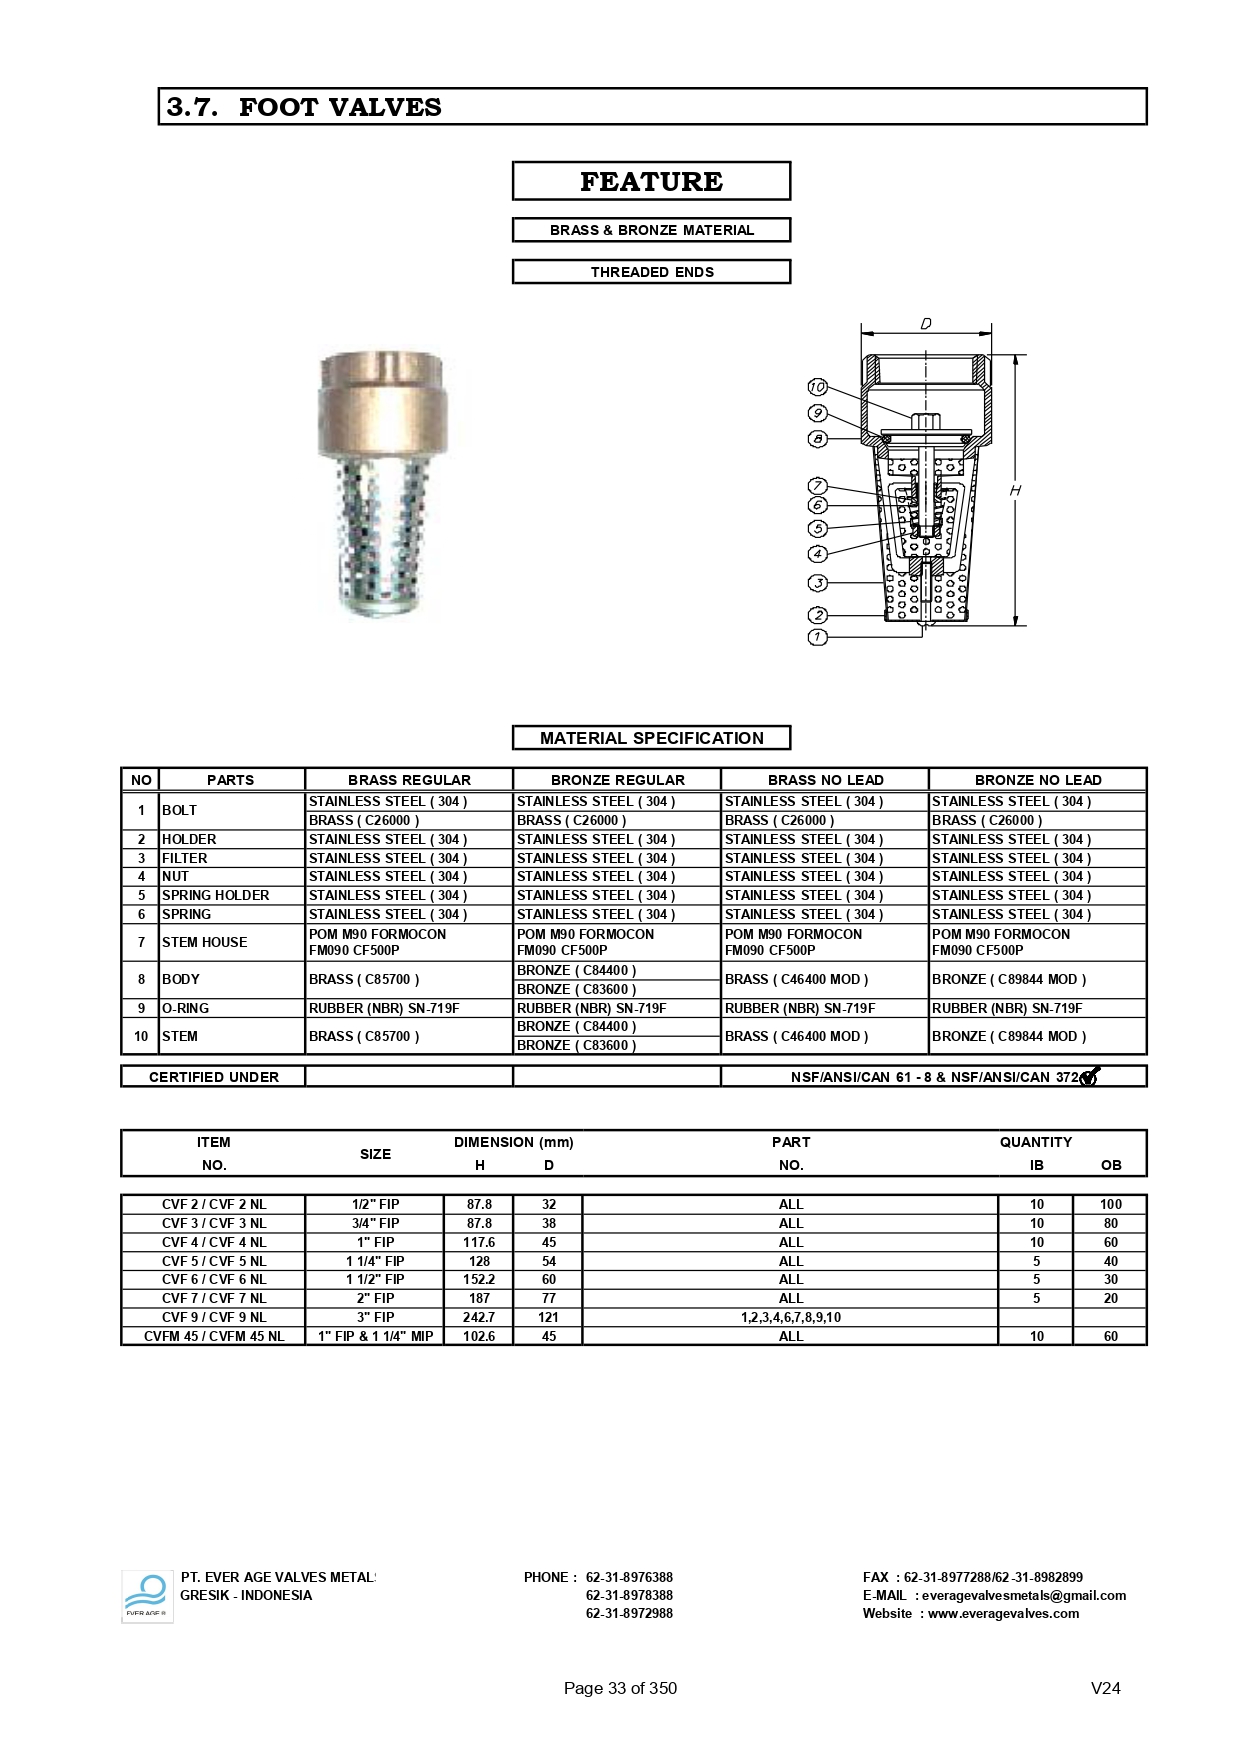 3.7. FOOT VALVES
FEATURE
BRASS & BRONZE MATERIAL
THREADED ENDS
D
10
9
8
7
6
5
4
3
2
1
H
MATERIAL SPECIFICATION
NO PARTS BRASS REGULAR BRONZE REGULAR BRASS NO LEAD BRONZE NO LEAD
1 BOLT STAINLESS STEEL ( 304 ) STAINLESS STEEL ( 304 ) STAINLESS STEEL ( 304 ) STAINLESS STEEL ( 304 )
BRASS ( C26000 ) BRASS ( C26000 ) BRASS ( C26000 ) BRASS ( C26000 )
2 HOLDER STAINLESS STEEL ( 304 ) STAINLESS STEEL ( 304 ) STAINLESS STEEL ( 304 ) STAINLESS STEEL ( 304 )
3 FILTER STAINLESS STEEL ( 304 ) STAINLESS STEEL ( 304 ) STAINLESS STEEL ( 304 ) STAINLESS STEEL ( 304 )
4 NUT STAINLESS STEEL ( 304 ) STAINLESS STEEL ( 304 ) STAINLESS STEEL ( 304 ) STAINLESS STEEL ( 304 )
5 SPRING HOLDER STAINLESS STEEL ( 304 ) STAINLESS STEEL ( 304 ) STAINLESS STEEL ( 304 ) STAINLESS STEEL ( 304 )
6 SPRING STAINLESS STEEL ( 304 ) STAINLESS STEEL ( 304 ) STAINLESS STEEL ( 304 ) STAINLESS STEEL ( 304 )
7 STEM HOUSE POM M90 FORMOCON POM M90 FORMOCON POM M90 FORMOCON POM M90 FORMOCON
FM090 CF500P FM090 CF500P FM090 CF500P FM090 CF500P
8 BODY BRASS ( C85700 ) BRONZE ( C84400 ) BRASS ( C46400 MOD ) BRONZE ( C89844 MOD )
BRONZE ( C83600 )
9 O-RING RUBBER (NBR) SN-719F RUBBER (NBR) SN-719F RUBBER (NBR) SN-719F RUBBER (NBR) SN-719F
10 STEM BRASS ( C85700 ) BRONZE ( C84400 ) BRASS ( C46400 MOD ) BRONZE ( C89844 MOD )
BRONZE ( C83600 )
CERTIFIED UNDER NSF/ANSI/CAN 61 - 8 & NSF/ANSI/CAN 372
ITEM SIZE DIMENSION (mm) PART QUANTITY
NO. H D NO. IB OB
CVF 2 / CVF 2 NL 1/2" FIP 87.8 32 ALL 10 100
CVF 3 / CVF 3 NL 3/4" FIP 87.8 38 ALL 10 80
CVF 4 / CVF 4 NL 1" FIP 117.6 45 ALL 10 60
CVF 5 / CVF 5 NL 1 1/4" FIP 128 54 ALL 5 40
CVF 6 / CVF 6 NL 1 1/2" FIP 152.2 60 ALL 5 30
CVF 7 / CVF 7 NL 2" FIP 187 77 ALL 5 20
CVF 9 / CVF 9 NL 3" FIP 242.7 121 1,2,3,4,6,7,8,9,10
CVFM 45 / CVFM 45 NL 1" FIP & 1 1/4" MIP 102.6 45 ALL 10 60
EVER AGE ®
PT. EVER AGE VALVES METALS PHONE : 62-31-8976388 FAX : 62-31-8977288/62-31-8982899
GRESIK - INDONESIA 62-31-8978388 E-MAIL : everagevalvesmetals@gmail.com
62-31-8972988 Website : www.everagevalves.com
Page 33 of 350 V24